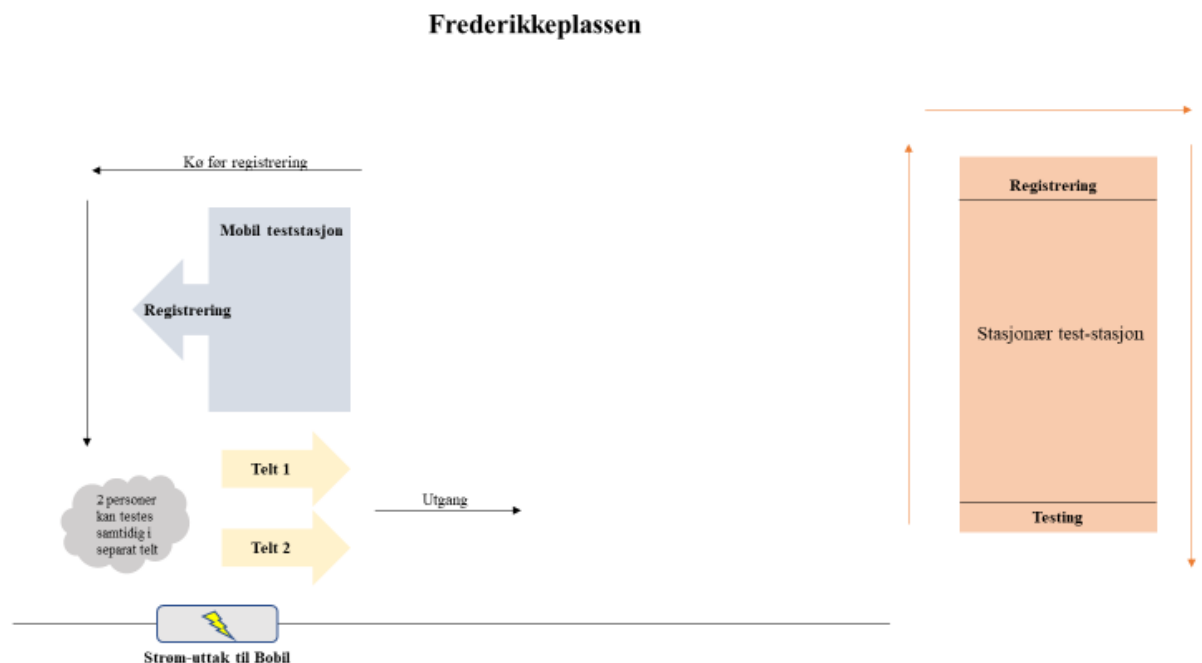 Frederikkeplassen
Kø før registrering
Mobil teststasjon
Registrering
Telt 1
Telt 2
2 personer
kan testes
samtidig i
separat telt
Utgang
Strøm-uttak til Bobil
Registrering
Stasjonær test-stasjon
Testing